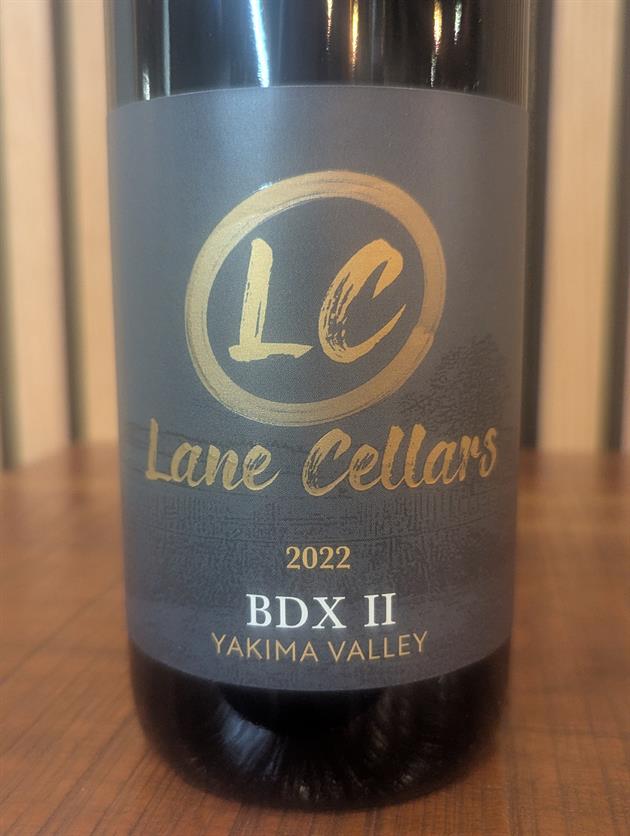 LC
Lane Cellars
2022
BDX II
YAKIMA VALLEY